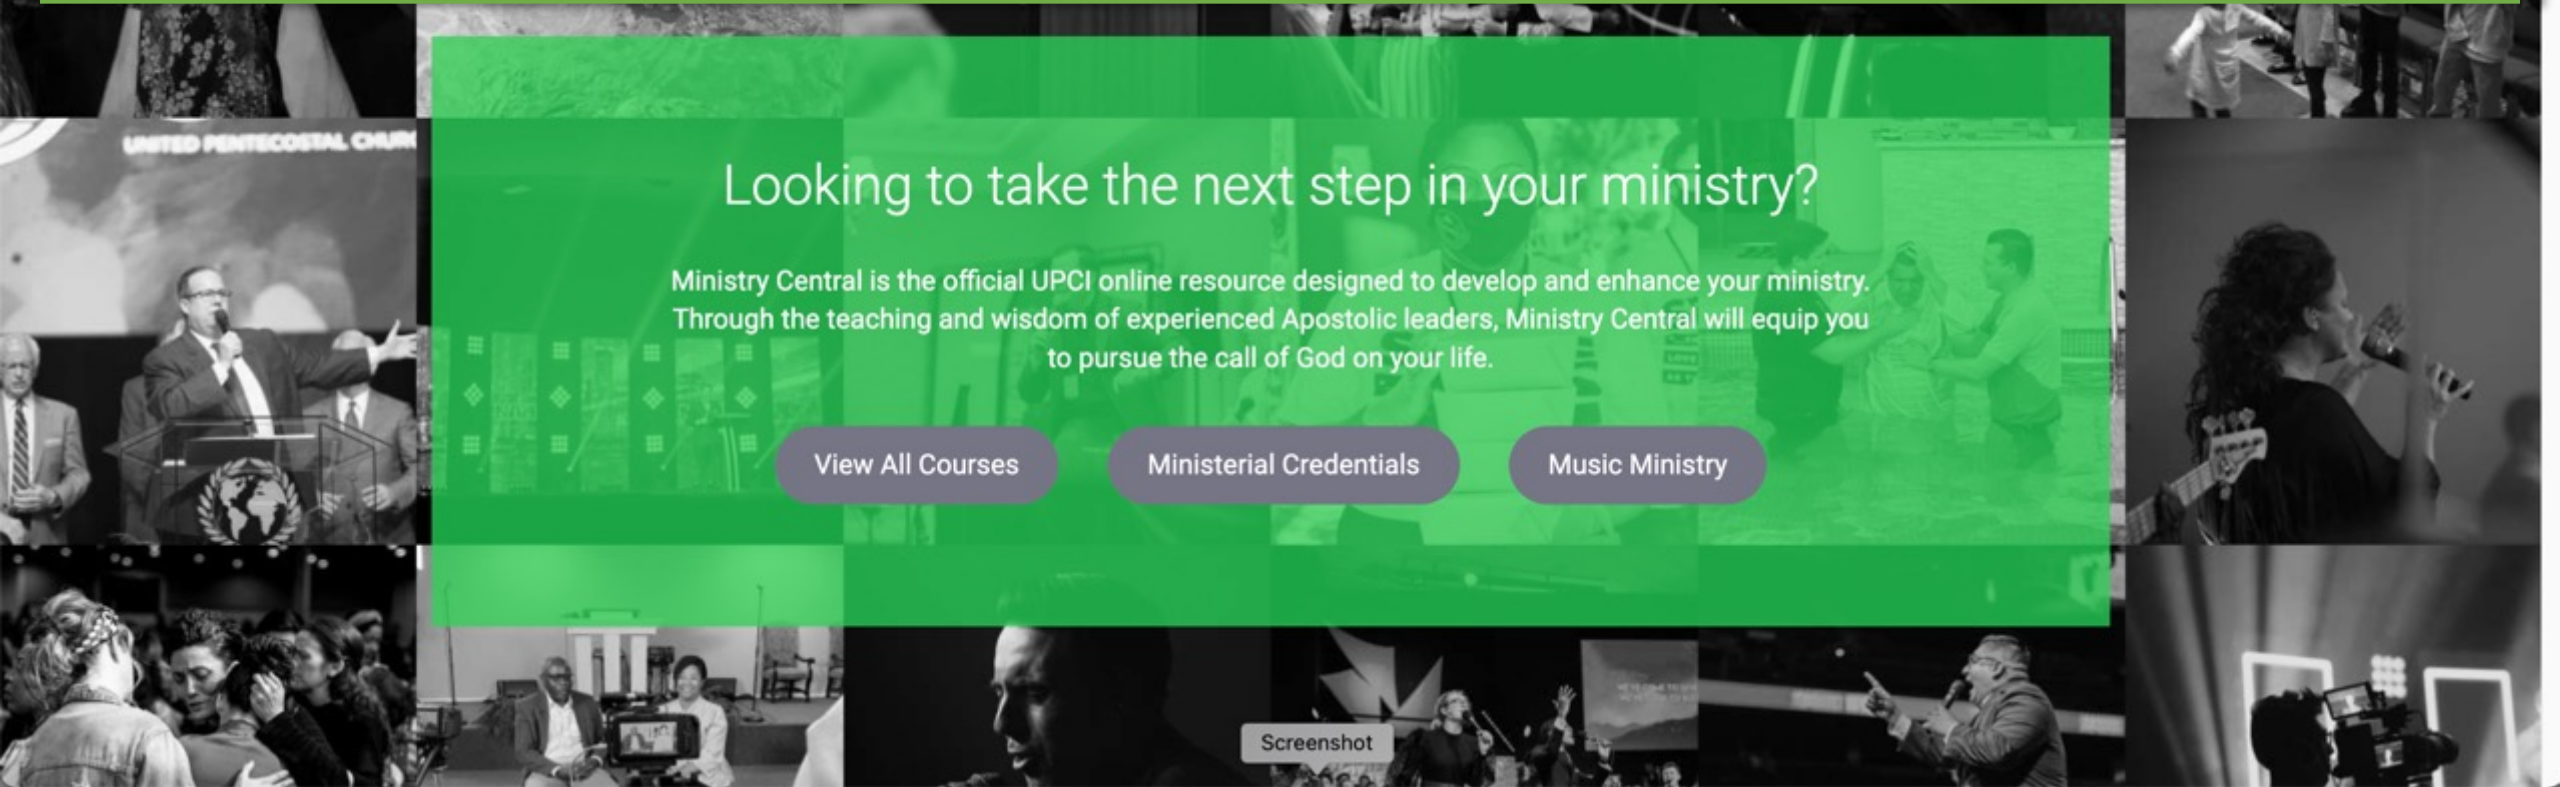 UNITED PENTECOSTAL CHURC
Looking to take the next step in your ministry?
Ministry Central is the official UPCI online resource designed to develop and enhance your ministry.
Through the teaching and wisdom of experienced Apostolic leaders, Ministry Central will equip you
to pursue the call of God on your life.
View All Courses
Ministerial Credentials
Music Ministry
Screenshot